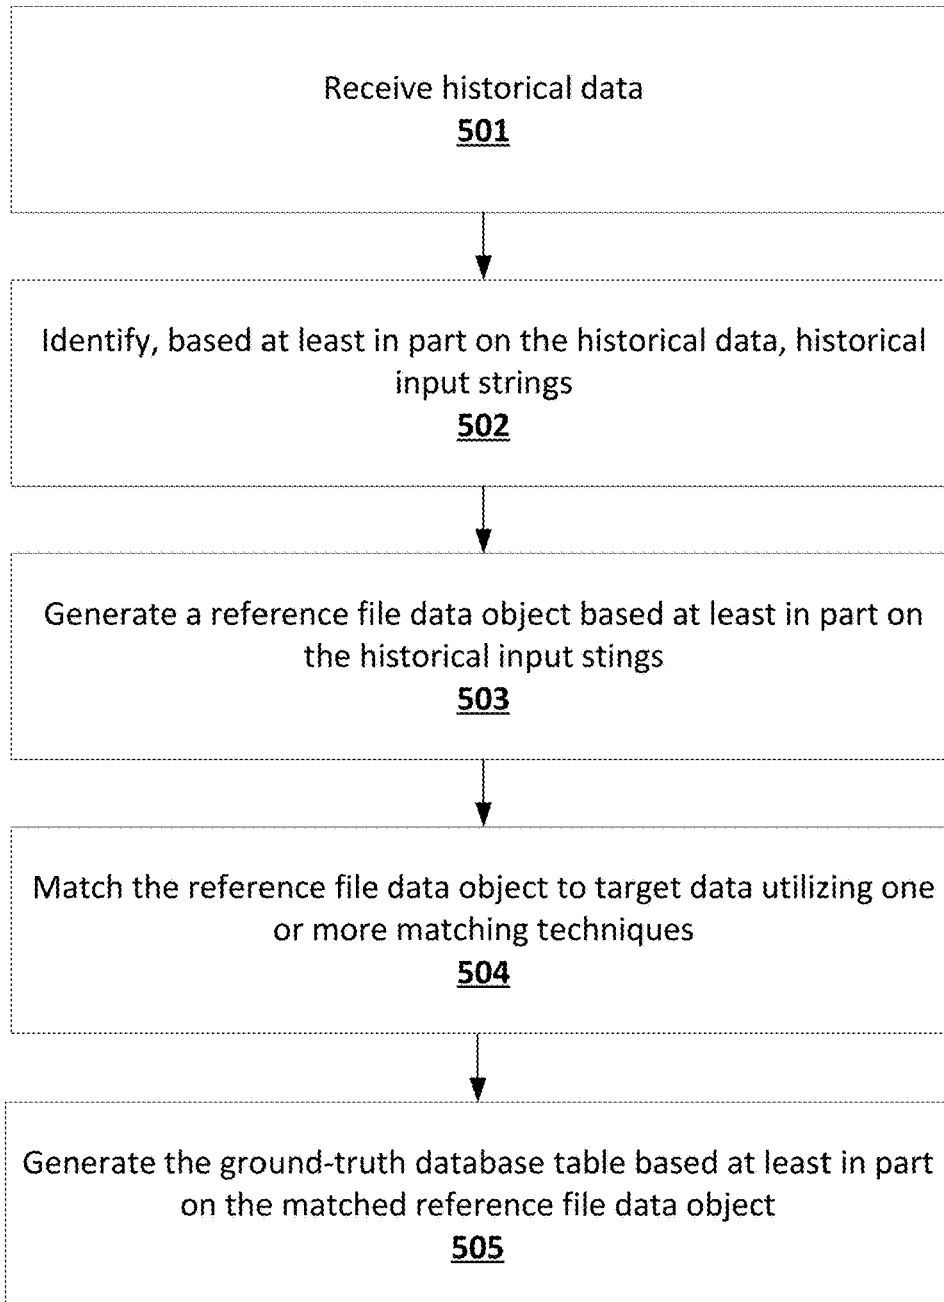 Receive historical data
501
Identify, based at least in part on the historical data, historical
input strings
502
Generate a reference file data object based at least in part on
the historical input stings
503
Match the reference file data object to target data utilizing one
or more matching techniques
504
Generate the ground-truth database table based at least in part
on the matched reference file data object
505